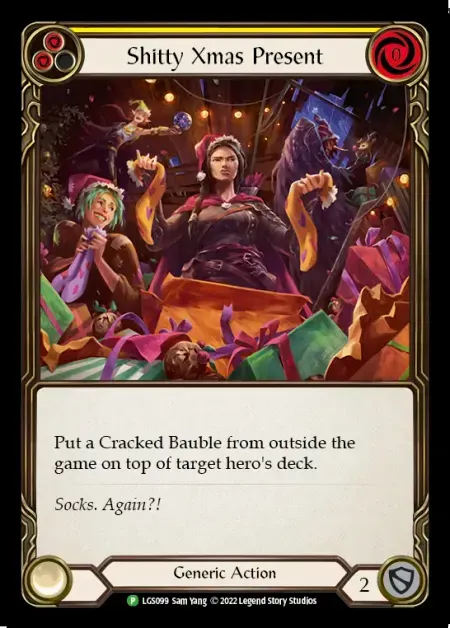 Shitty Xmas Present
0
Put a Cracked Bauble from outside the
game on top of target hero's deck.
Socks. Again?!
Generic Action
2
P LGS099 Sam Yang © 2022 Legend Story Studios